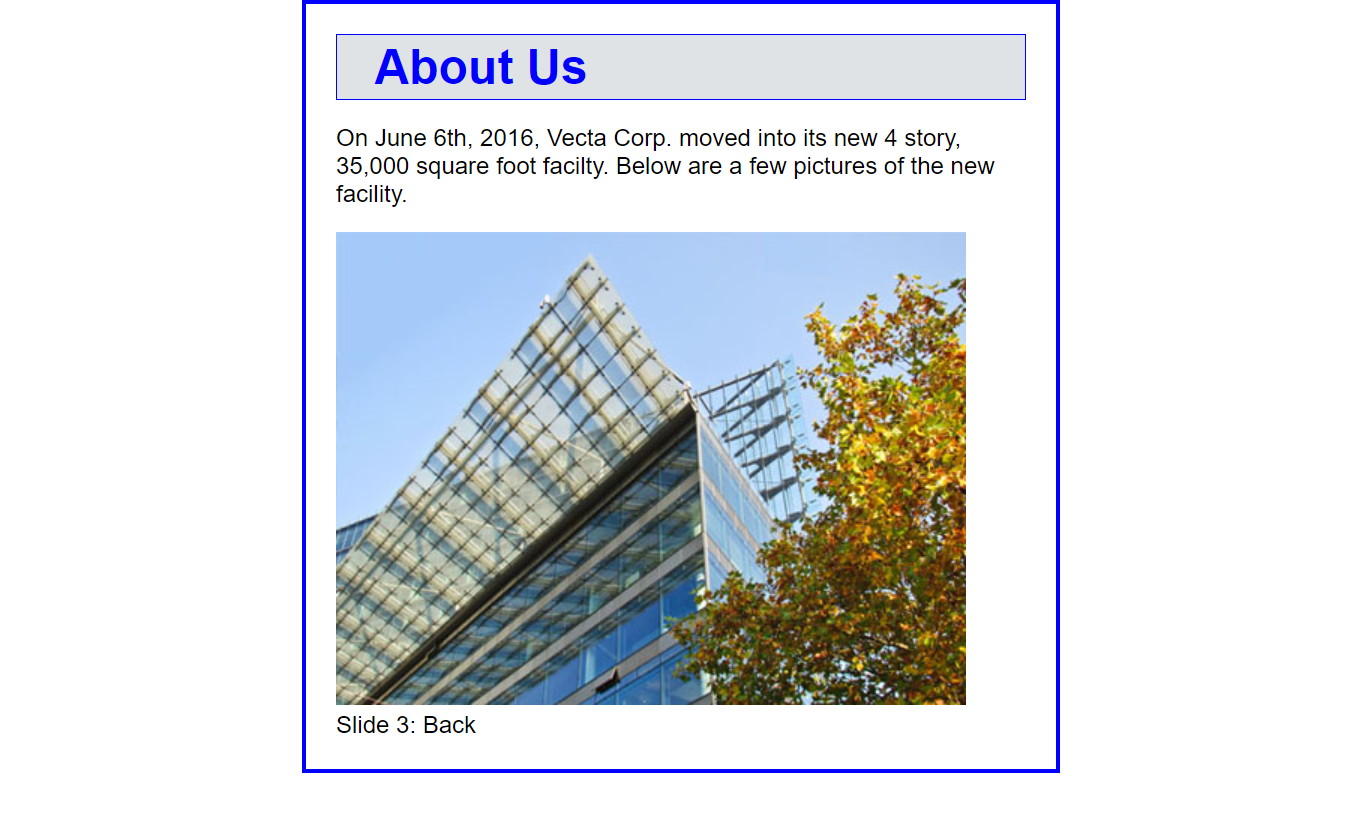 About Us
On June 6th, 2016, Vecta Corp. moved into its new 4 story,
35,000 square foot facilty. Below are a few pictures of the new
facility.
Slide 3: Back